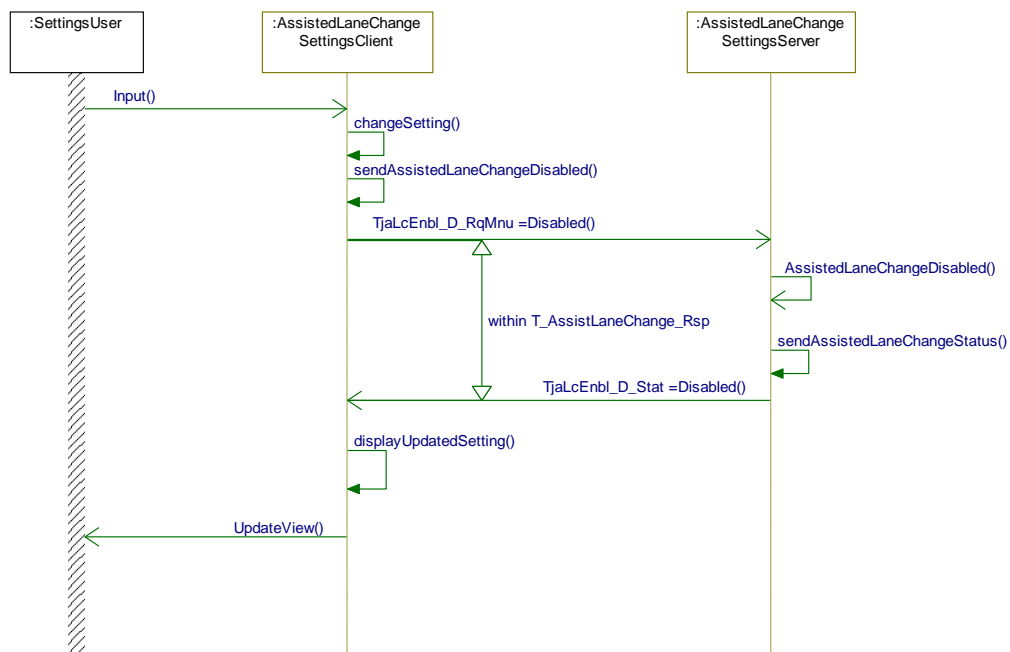 :SettingsUser
:AssistedLaneChange
SettingsClient
:AssistedLaneChange
SettingsServer
Input()
changeSetting()
sendAssistedLaneChangeDisabled()
TjaLcEnbl_D_RqMnu =Disabled()
AssistedLaneChangeDisabled()
within T_AssistLaneChange_Rsp
sendAssistedLaneChangeStatus()
TjaLcEnbl_D_Stat =Disabled()
displayUpdatedSetting()
UpdateView()